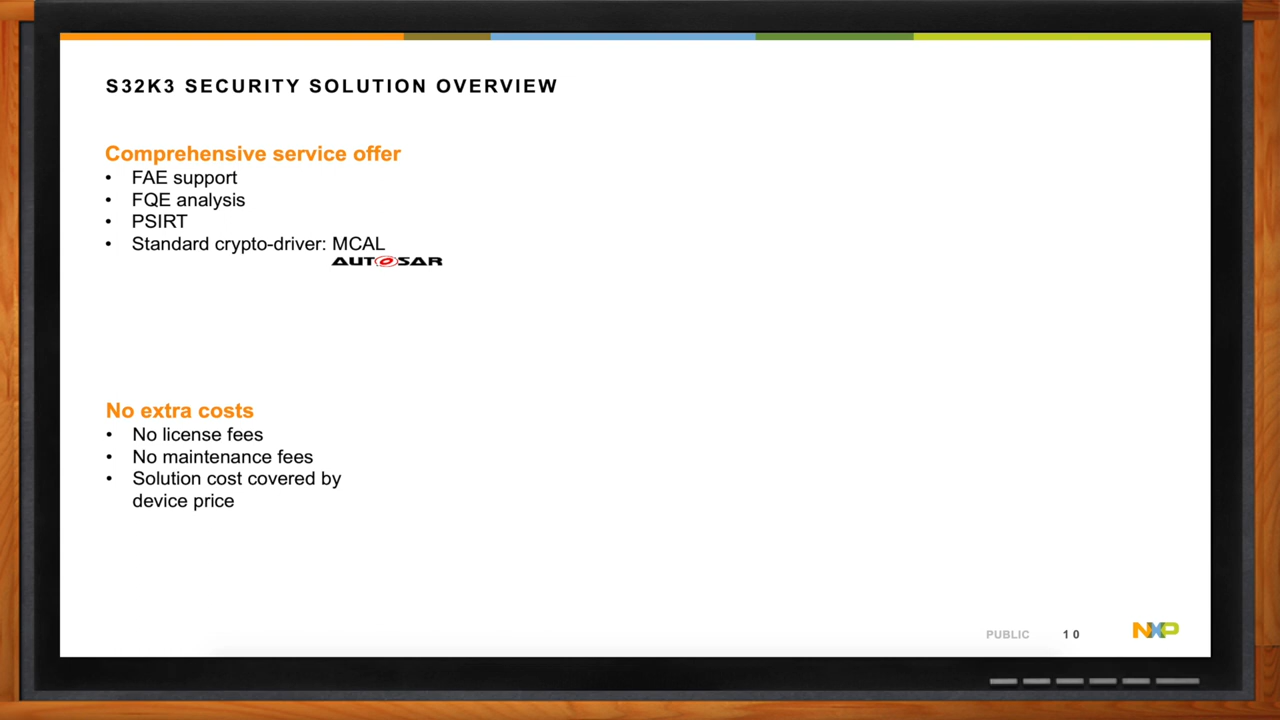 S32K3 SECURITY SOLUTION OVERVIEW
Comprehensive service offer
• FAE support
• FQE analysis
• PSIRT
• Standard crypto-driver: MCAL
AUTOSAR
No extra costs
• No license fees
• No maintenance fees
• Solution cost covered by
device price
PUBLIC 10 NXP